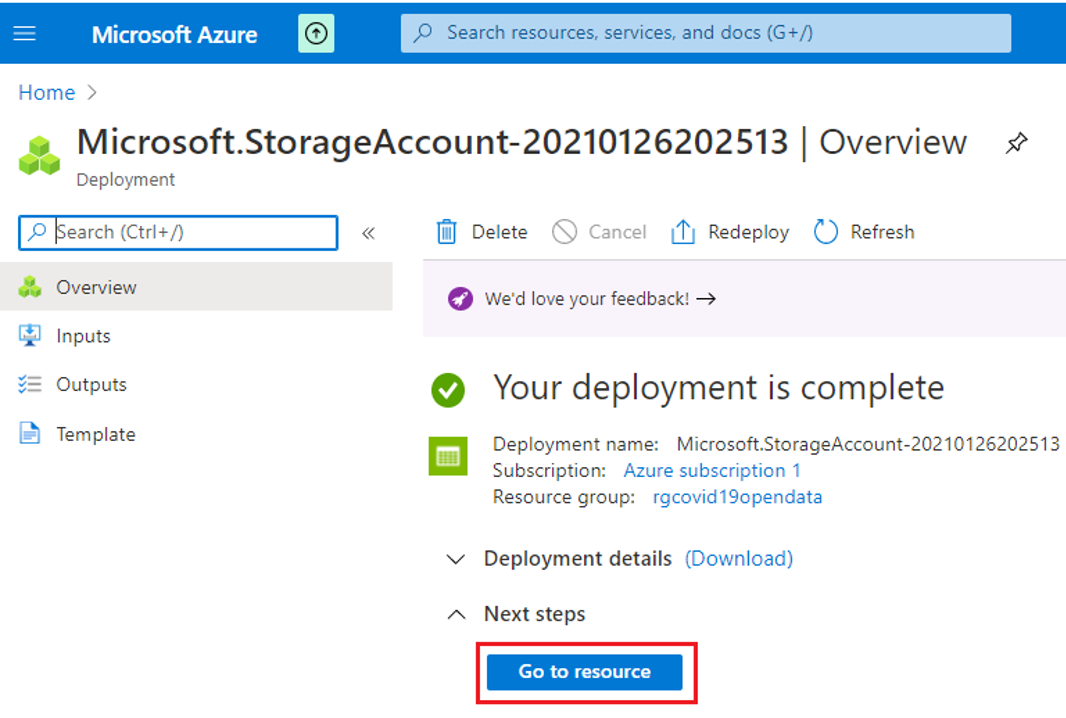 Microsoft Azure
Search resources, services, and docs (G+/)
Home
Microsoft.StorageAccount-20210126202513 | Overview
Deployment
Search (Ctrl+/)
Delete
Cancel
Redeploy
Refresh
Overview
Inputs
Outputs
Template
We'd love your feedback! →
Your deployment is complete
Deployment name: Microsoft.StorageAccount-20210126202513
Subscription: Azure subscription 1
Resource group: rgcovid19opendata
Deployment details (Download)
Next steps
Go to resource